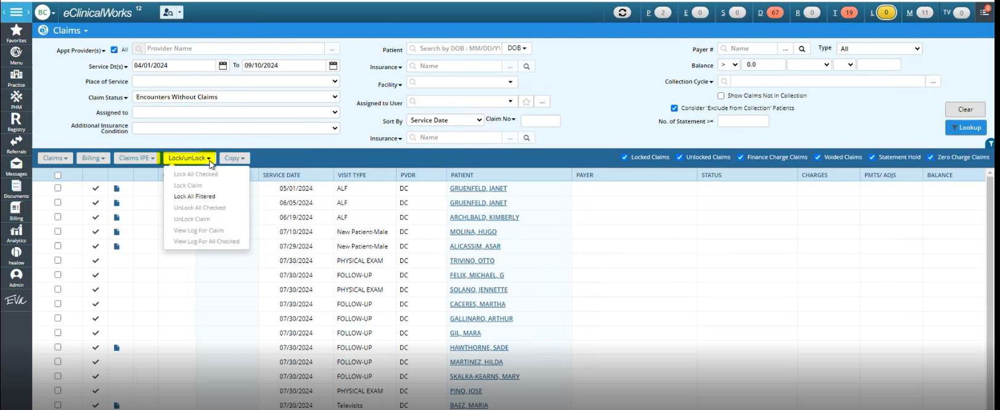 BC eClinicalWorks 12 P 2 E 0 S 0 D 67 R 0 T 19 L 0 M 11 TV 0 2
Favorites
Menu
Practice
PHM
Registry
Referrals
Messages
Documents
Billing
Analytics
healow
Admin
EVA
Claims
Appt Provider(s) All Provider Name ... Patient Search by DOB : MM/DD/Y DOB Payer # Name ... Type All
Service Dt(s) 04/01/2024 To 09/10/2024 Insurance Name ... Balance > 0.0
Place of Service Facility Collection Cycle ...
Claim Status Encounters Without Claims Assigned to User ... Show Claims Not in Collection
Assigned to Consider 'Exclude from Collection' Patients Clear
Additional Insurance Condition Sort By Service Date Claim No No. of Statement >= Lookup
Insurance Name ...
Claims Billing Claims IPE Lock/unLock Copy Locked Claims Unlocked Claims Finance Charge Claims Voided Claims Statement Hold Zero Charge Claims
Lock All Checked
Lock Claim
Lock All Filtered
UnLock All Checked
UnLock Claim
View Log For Claim
View Log For All Checked
SERVICE DATE VISIT TYPE PVDR PATIENT PAYER STATUS CHARGES PMTS/ ADJS BALANCE
05/01/2024 ALF DC GRUENFELD, JANET
06/05/2024 ALF DC GRUENFELD, JANET
06/19/2024 ALF DC ARCHLBALD, KIMBERLY
07/10/2024 New Patient-Male DC MOLINA, HUGO
07/29/2024 New Patient-Male DC ALICASSIM, ASAR
07/30/2024 PHYSICAL EXAM DC TRIVINO, OTTO
07/30/2024 FOLLOW-UP DC FELIX, MICHAEL, G
07/30/2024 PHYSICAL EXAM DC SOLANO, JENNETTE
07/30/2024 FOLLOW-UP DC CACERES, MARTHA
07/30/2024 FOLLOW-UP DC GALLINARO, ARTHUR
07/30/2024 FOLLOW-UP DC GIL, MARA
07/30/2024 FOLLOW-UP DC HAWTHORNE, SADE
07/30/2024 FOLLOW-UP DC MARTINEZ, HILDA
07/30/2024 FOLLOW-UP DC SKALKA-KEARNS, MARY
07/30/2024 PHYSICAL EXAM DC PINO, JOSE
07/30/2024 Televisits DC BAEZ, MARIA